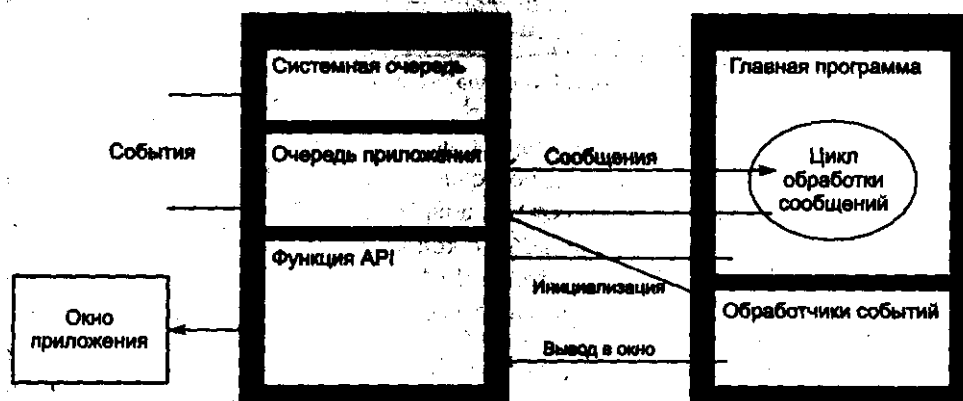 Системная очередь
Главная программа
События
Очередь приложения
Сообщения
Цикл
обработки
сообщений
Функция API
Инициализация
Обработчики событий
Окно
приложения
Вывод в окно